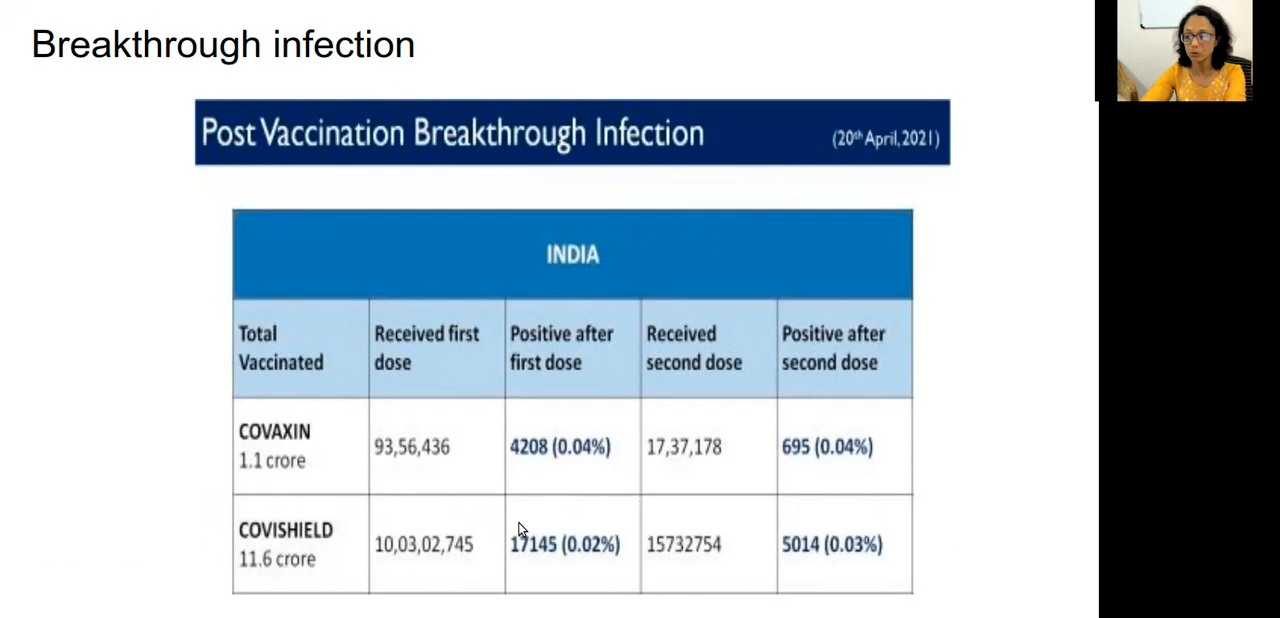 Breakthrough infection
Post Vaccination Breakthrough Infection
(20th April, 2021)
INDIA
Total Vaccinated
Received first dose
Positive after first dose
Received second dose
Positive after second dose
COVAXIN
1.1 crore
93,56,436
4208 (0.04%)
17,37,178
695 (0.04%)
COVISHIELD
11.6 crore
10,03,02,745
17145 (0.02%)
15732754
5014 (0.03%)